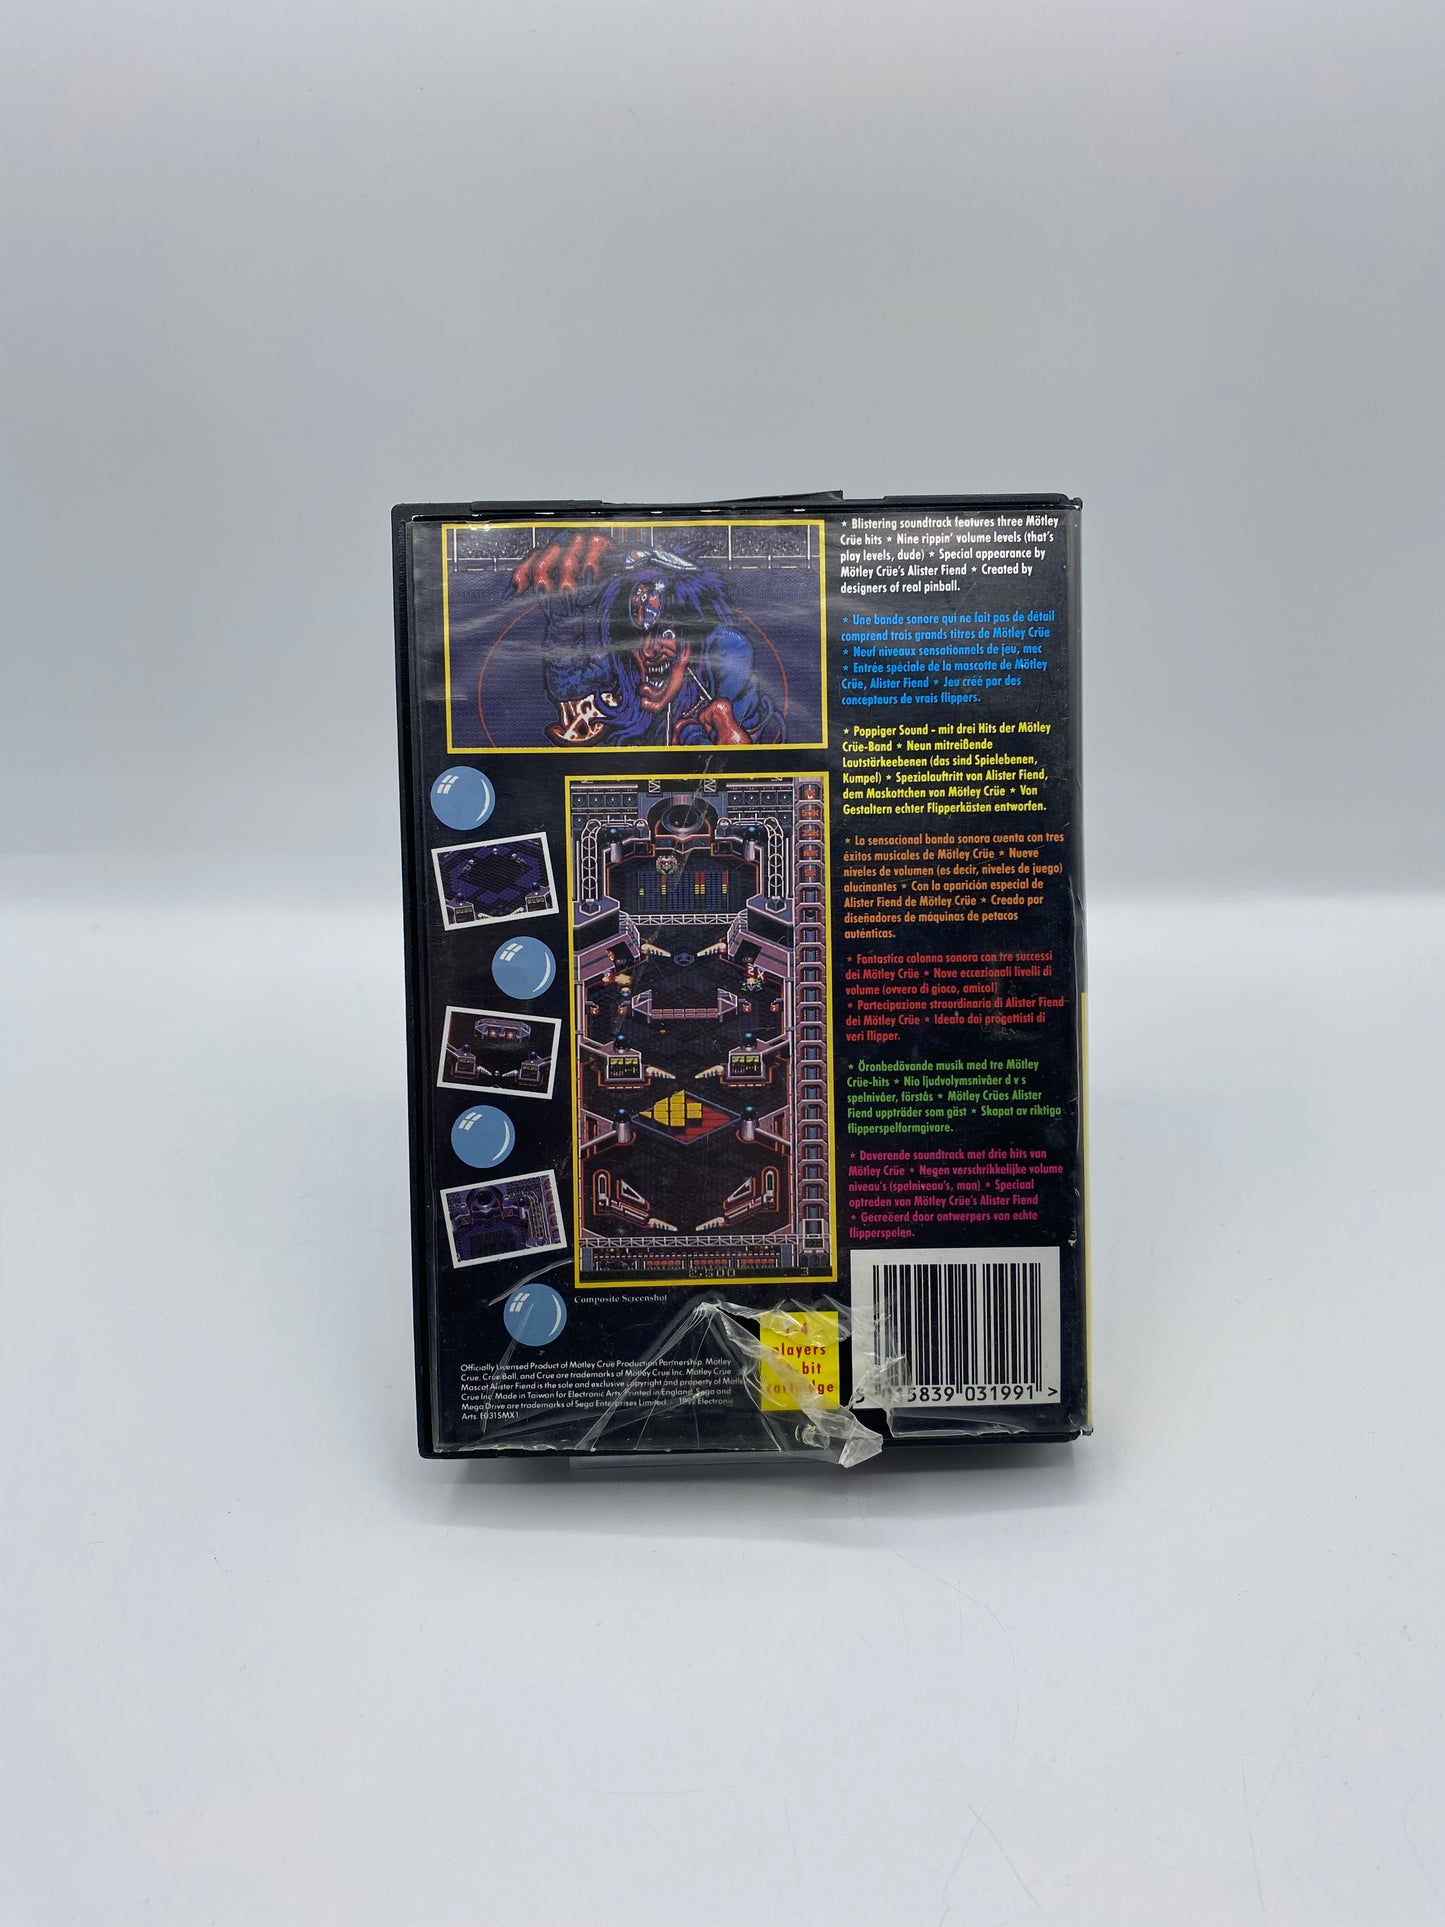 ★ Blistering soundtrack features three Mötley
Crüe hits ★ Nine rippin' volume levels (that's
play levels, dude) ★ Special appearance by
Mötley Crüe's Alister Fiend ★ Created by
designers of real pinball.
★ Une bande sonore qui ne fait pas de détail
comprend trois grands titres de Mötley Crüe
★ Neuf niveaux sensationnels de jeu, mec
★ Entrée spéciale de la mascotte de Mötley
Crüe, Alister Fiend ★ Jeu créé par des
concepteurs de vrais flippers.
★ Poppiger Sound - mit drei Hits der Mötley
Crüe-Band ★ Neun mitreißende
Lautstärkeebenen (das sind Spielebenen,
Kumpel) ★ Spezialauftritt von Alister Fiend,
dem Maskottchen von Mötley Crüe ★ Von
Gestaltern echter Flipperkästen entworfen.
★ La sensacional banda sonora cuenta con tres
éxitos musicales de Mötley Crüe ★ Nueve
niveles de volumen (es decir, niveles de juego)
alucinantes ★ Con la aparición especial de
Alister Fiend de Mötley Crüe ★ Creado por
diseñadores de máquinas de petacos
auténticas.
★ Fantastica colonna sonora con tre successi
dei Mötley Crüe ★ Nove eccezionali livelli di
volume (ovvero di gioco, amico!)
★ Partecipazione straordinaria di Alister Fiend
dei Mötley Crüe ★ Ideato dai progettisti di
veri flipper.
★ Öronbedövande musik med tre Mötley
Crüe-hits ★ Nio ljudvolymsnivåer d v s
spelnivåer, förstås ★ Mötley Crües Alister
Fiend uppträder som gäst ★ Skapat av riktiga
flipperspelformgivare.
★ Daverende soundtrack met drie hits van
Mötley Crüe ★ Negen verschrikkelijke volume
niveau's (spelniveau's, man) ★ Speciaal
optreden van Mötley Crüe's Alister Fiend
★ Gecreëerd door ontwerpers van echte
flipperspelen.
2,500 3
Composite Screenshot
Officially Licensed Product of Mötley Crüe Production Partnership. Mötley
Crüe, Crüe Ball, and Crüe are trademarks of Mötley Crüe Inc. Mötley Crüe
Mascot Alister Fiend is the sole and exclusive copyright and property of Mötley
Crüe Inc. Made in Taiwan for Electronic Arts. Printed in England. Sega and
Mega Drive are trademarks of Sega Enterprises Limited. © 1992 Electronic
Arts. E0315MX1
-4
players
-bit
5839 031991 >